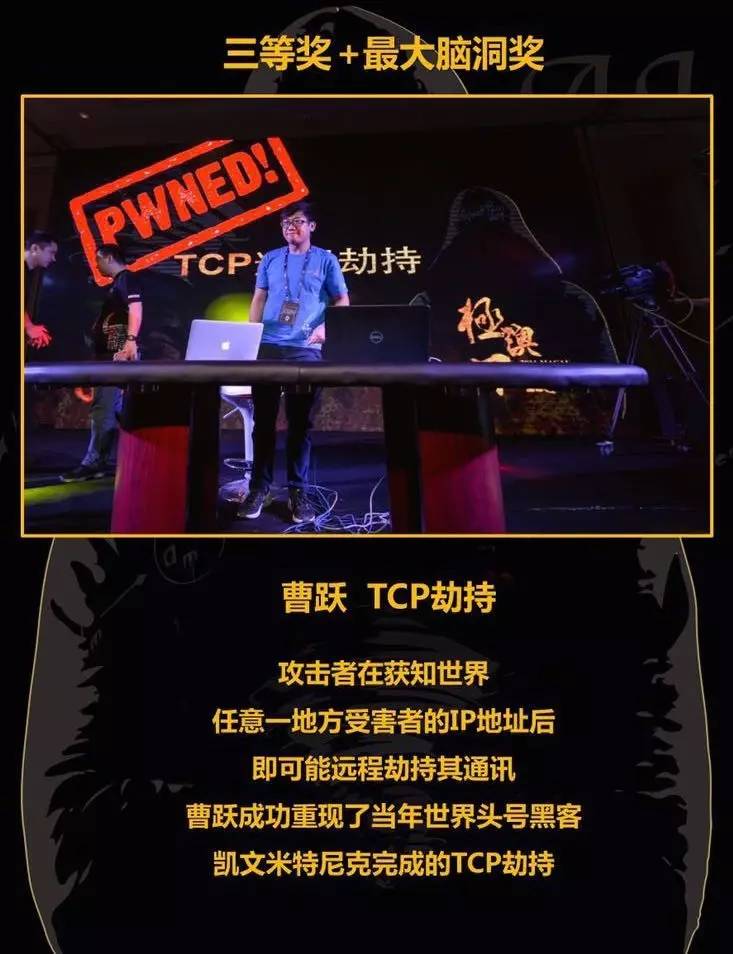 三等奖+最大脑洞奖
PWNED!
TCP
劫持
極
澳
曹跃 TCP劫持
攻击者在获知世界
任意一地方受害者的IP地址后
即可能远程劫持其通讯
曹跃成功重现了当年世界头号黑客
凯文米特尼克完成的TCP劫持